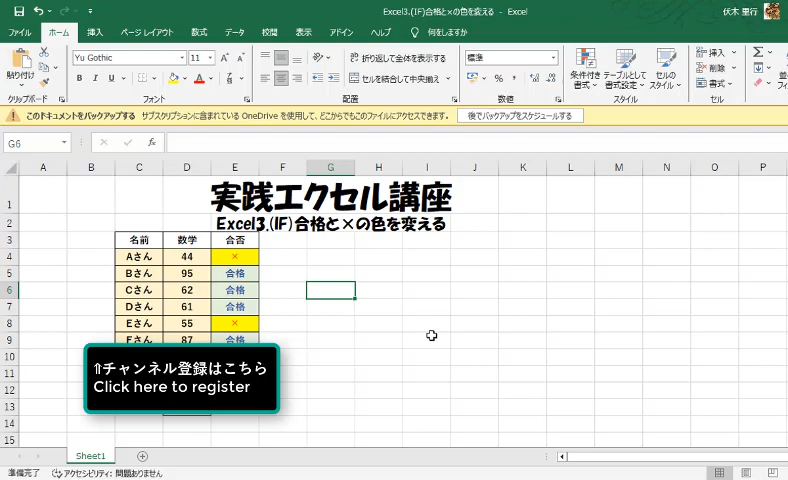 Excel3.(IF)合格と×の色を変える - Excel
伏木 里行
ファイル ホーム 挿入 ページ レイアウト 数式 データ 校閲 表示 アドイン ヘルプ 何をしますか
貼り付け
Yu Gothic 11
B I U
折り返して全体を表示する
セルを結合して中央揃え
標準
条件付き書式
テーブルとして書式設定
セルのスタイル
挿入
削除
書式
クリップボード フォント 配置 数値 スタイル セル
このドキュメントをバックアップする サブスクリプションに含まれている OneDrive を使用して、どこからでもこのファイルにアクセスできます。 後でバックアップをスケジュールする
G6 fx
A B C D E F G H I J K L M N O P
1 実践エクセル講座
2 Excel3.(IF)合格と×の色を変える
3 名前 数学 合否
4 Aさん 44 ×
5 Bさん 95 合格
6 Cさん 62 合格
7 Dさん 61 合格
8 Eさん 55 ×
9 Fさん 87 合格
10
11
12
13
14
15
⇑チャンネル登録はこちら
Click here to register
Sheet1
準備完了 アクセシビリティ: 問題ありません